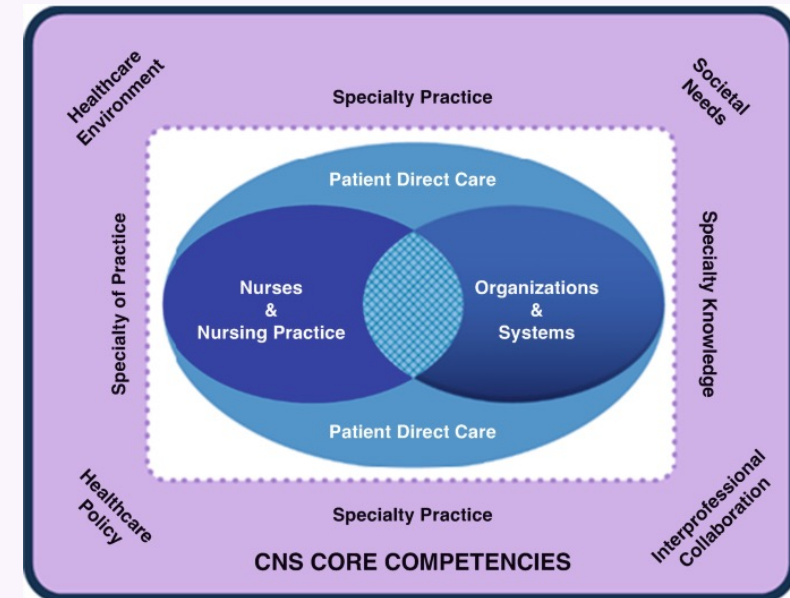 Healthcare
Environment
Specialty Practice
Societal
Needs
Patient Direct Care
Specialty of Practice
Nurses
&
Nursing Practice
Organizations
&
Systems
Specialty Knowledge
Patient Direct Care
Healthcare
Policy
Specialty Practice
Interprofessional
Collaboration
CNS CORE COMPETENCIES